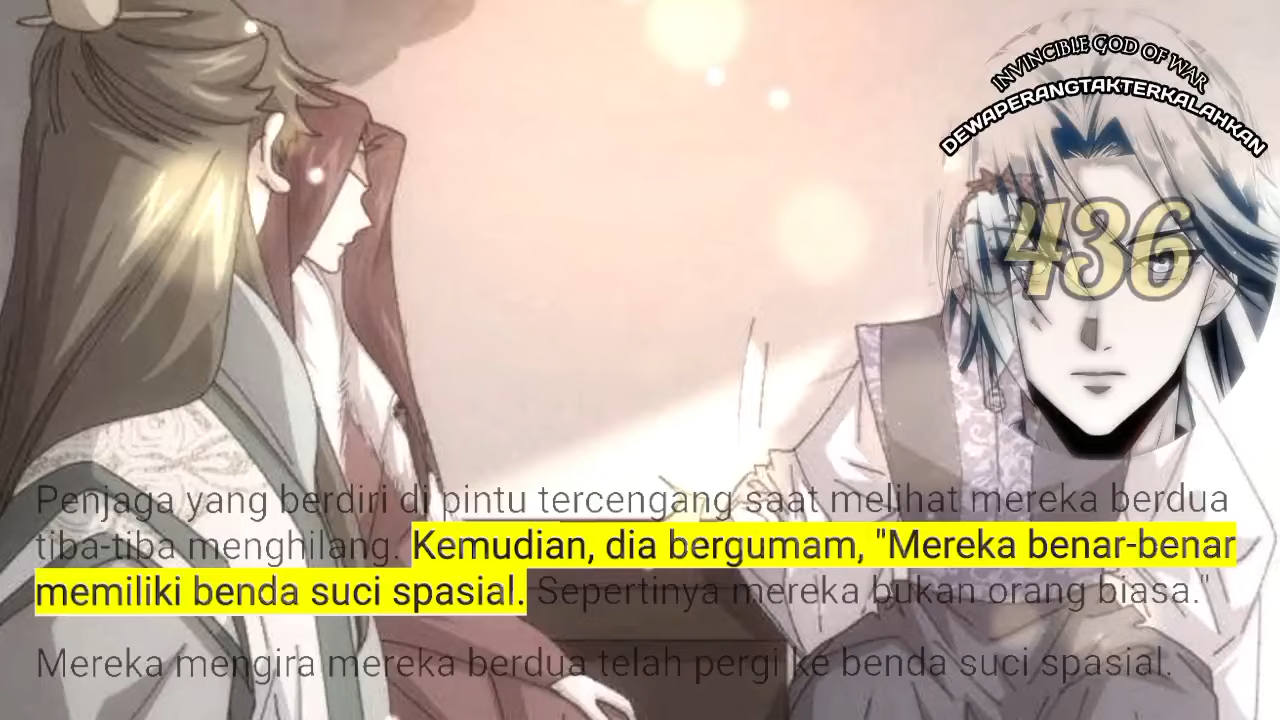 INVINCIBLE GOD OF WAR
DEWAPERANGTAKTERKALAHKAN
436
Penjaga yang berdiri di pintu tercengang saat melihat mereka berdua
tiba-tiba menghilang. Kemudian, dia bergumam, "Mereka benar-benar
memiliki benda suci spasial. Sepertinya mereka bukan orang biasa."
Mereka mengira mereka berdua telah pergi ke benda suci spasial.